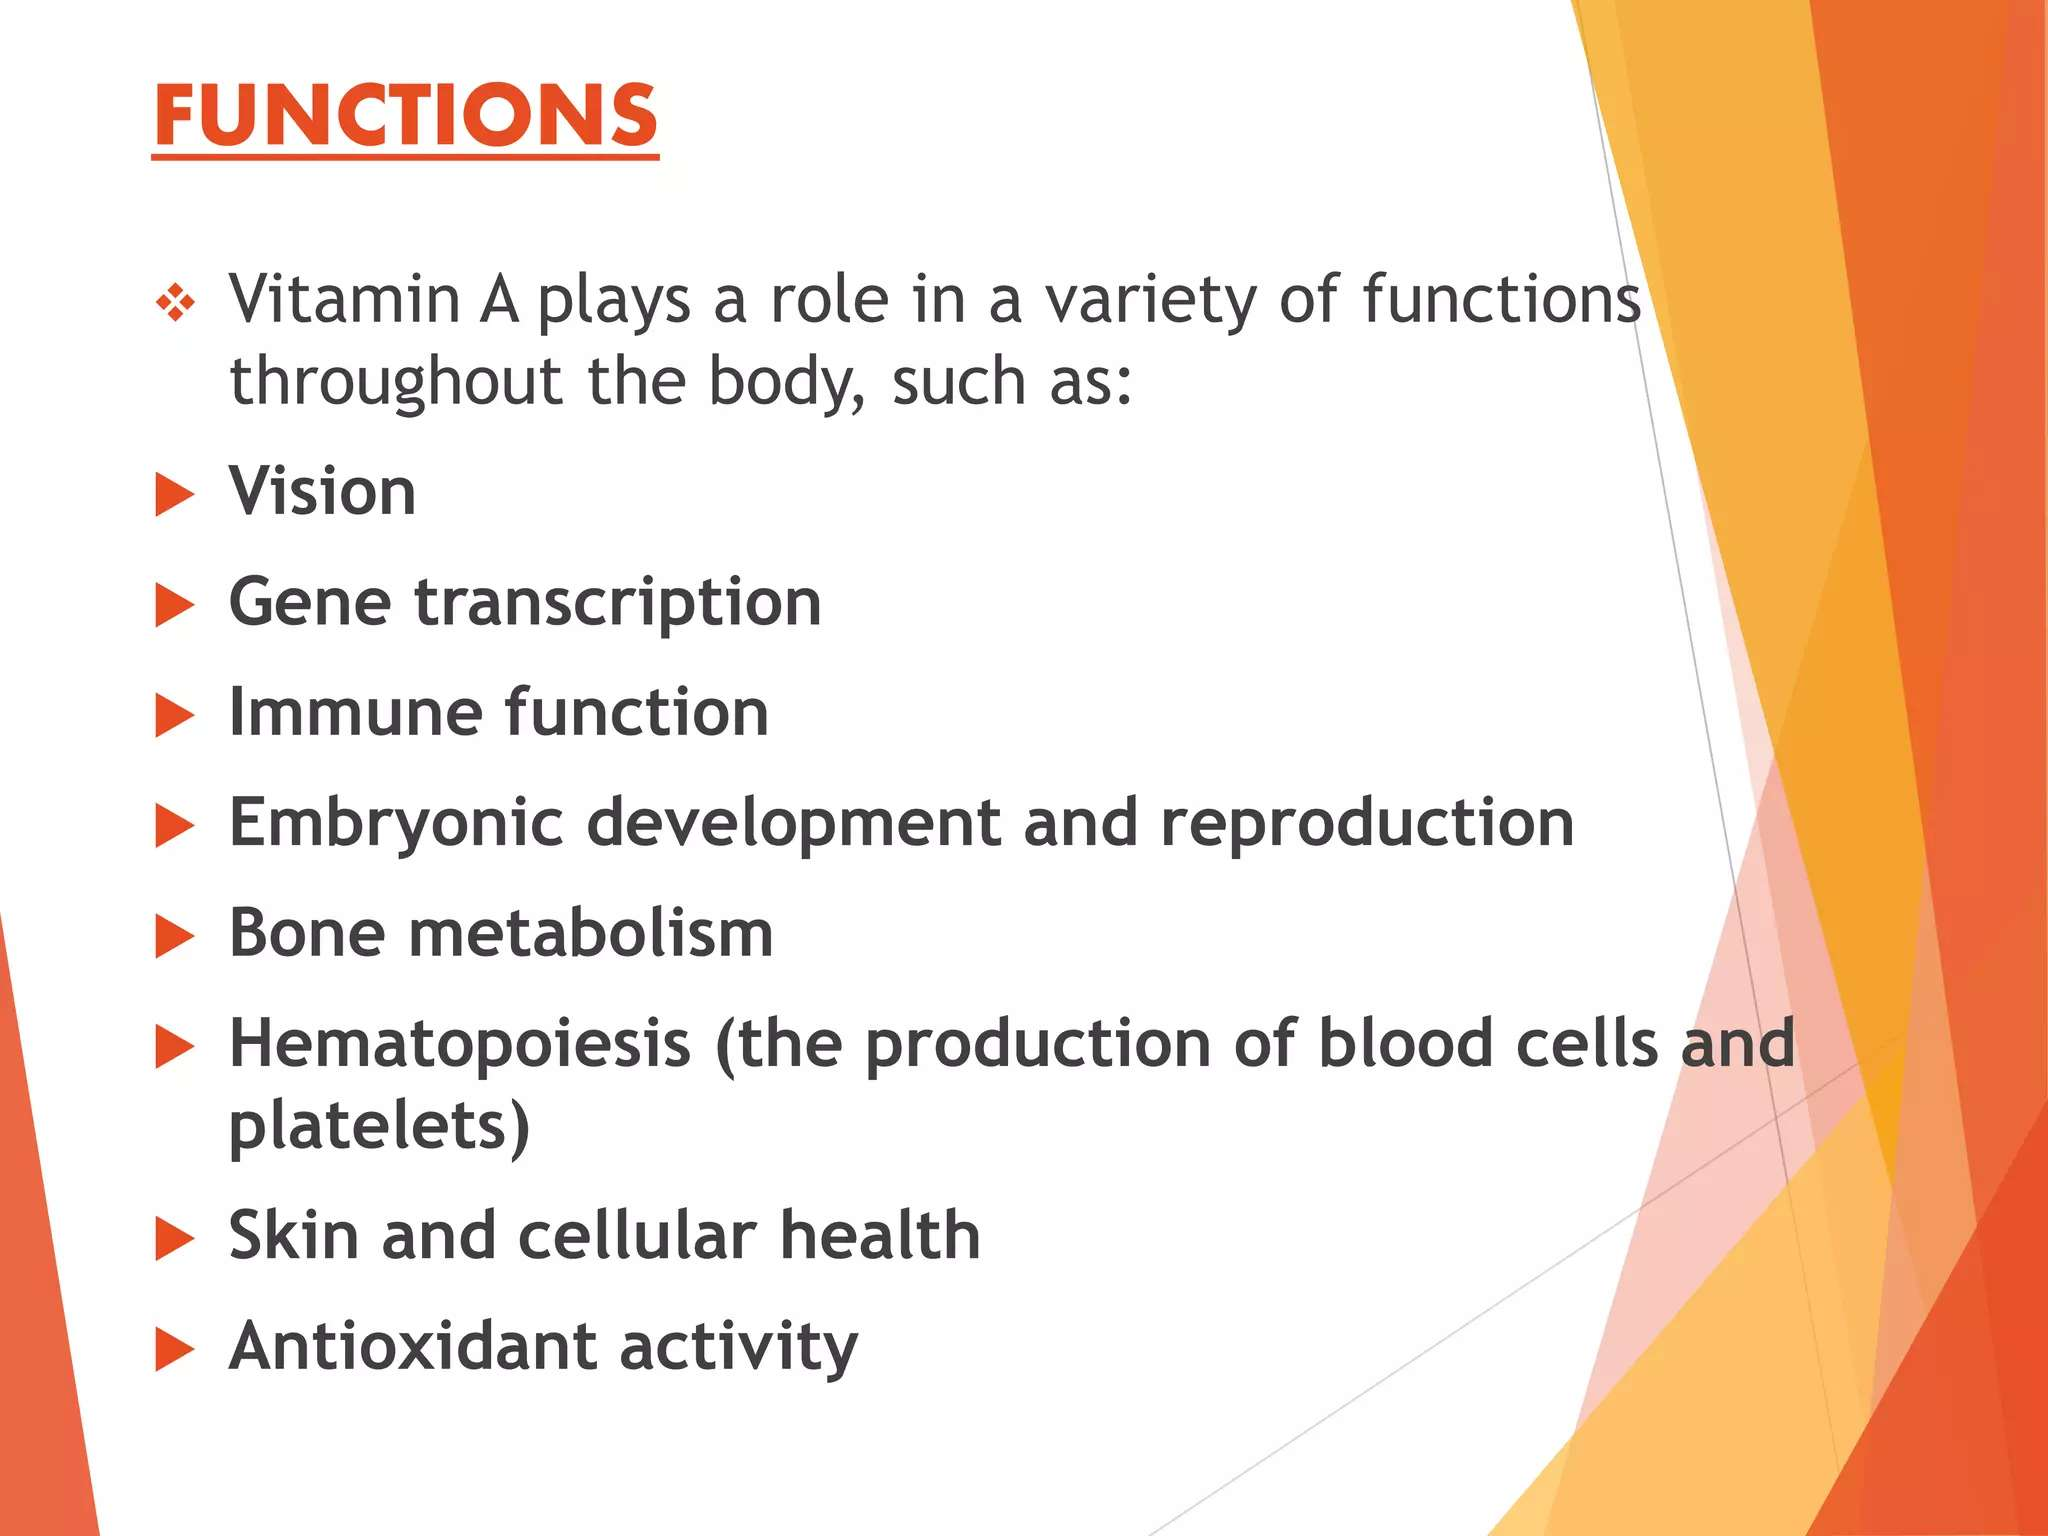 FUNCTIONS
Vitamin A plays a role in a variety of functions
throughout the body, such as:
Vision
Gene transcription
Immune function
Embryonic development and reproduction
Bone metabolism
Hematopoiesis (the production of blood cells and
platelets)
Skin and cellular health
Antioxidant activity